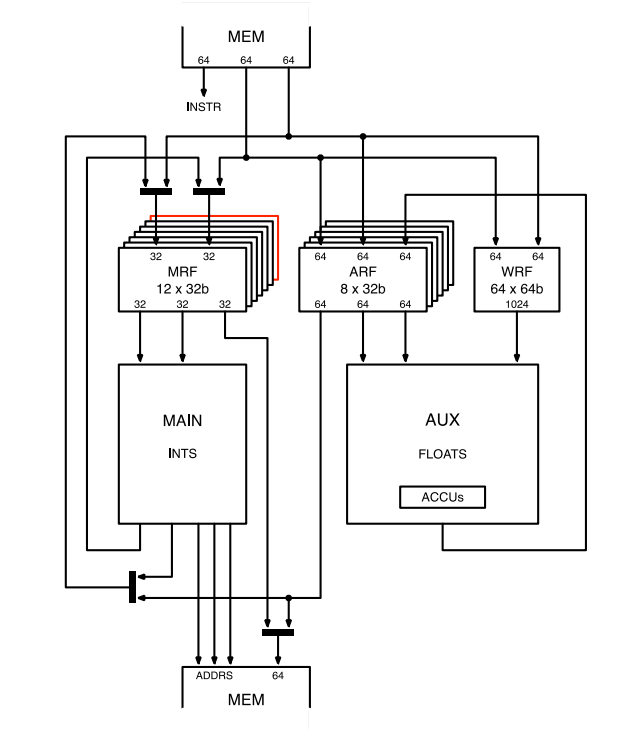 MEM
64 64 64
INSTR
32 32
MRF
12 x 32b
32 32 32
64 64 64
ARF
8 x 32b
64 64 64
64 64
WRF
64 x 64b
1024
MAIN
INTS
AUX
FLOATS
ACCUs
ADDRS 64
MEM